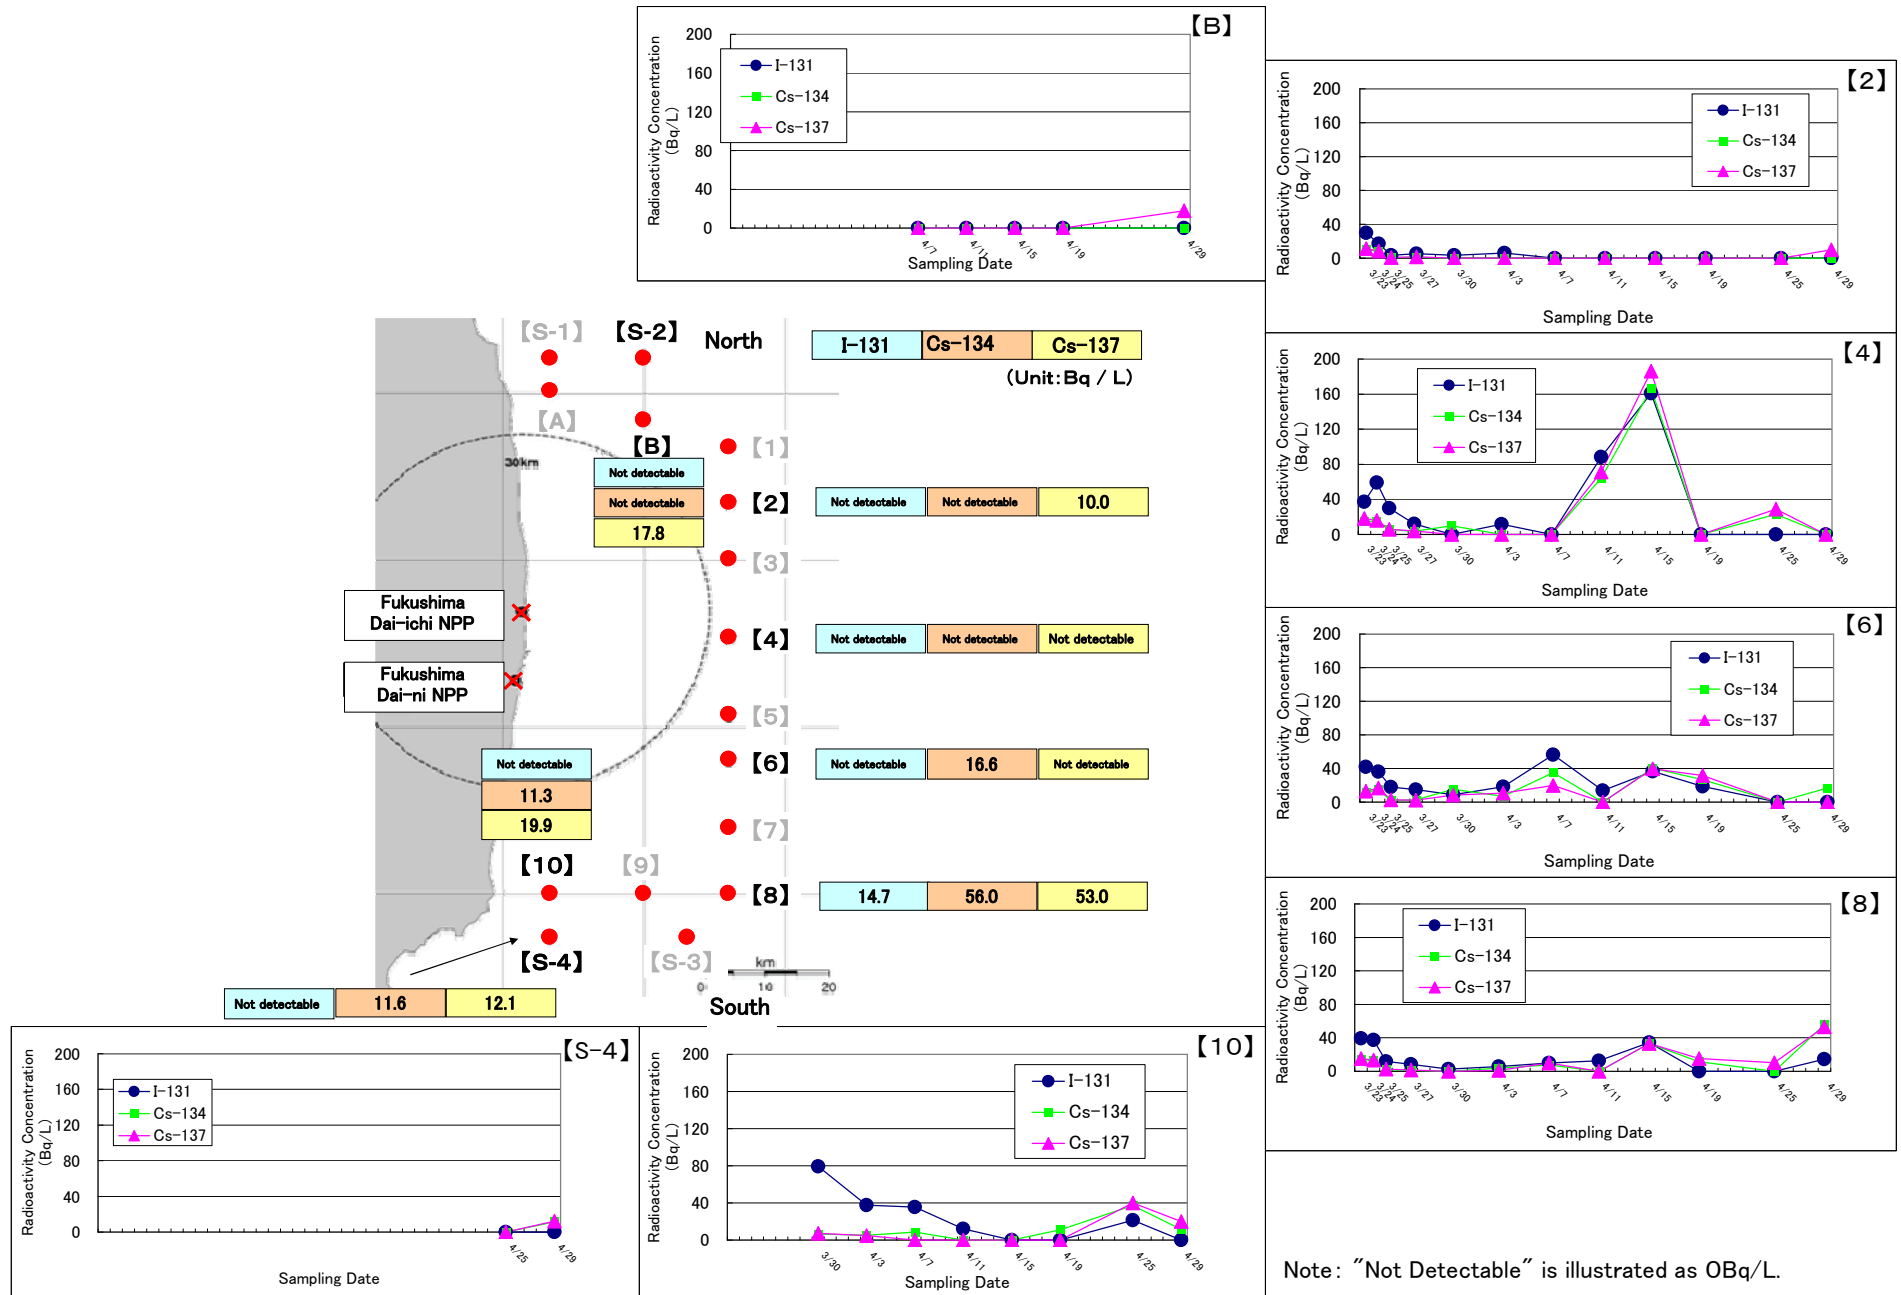 【B】
Radioactivity Concentration
(Bq/L)
200
160
120
80
40
0
I-131
Cs-134
Cs-137
4/7
4/11
4/15
4/19
4/29
Sampling Date
【2】
Radioactivity Concentration
(Bq/L)
200
160
120
80
40
0
I-131
Cs-134
Cs-137
3/23
3/24
3/25
3/27
3/30
4/3
4/7
4/11
4/15
4/19
4/25
4/29
Sampling Date
【S-1】
【S-2】
North
I-131
Cs-134
Cs-137
(Unit:Bq / L)
【A】
【B】
【1】
30km
Not detectable
Not detectable
17.8
【2】
Not detectable
Not detectable
10.0
【3】
Fukushima
Dai-ichi NPP
【4】
Not detectable
Not detectable
Not detectable
Fukushima
Dai-ni NPP
【5】
【6】
Not detectable
16.6
Not detectable
Not detectable
11.3
19.9
【7】
【10】
【9】
【8】
14.7
56.0
53.0
【S-4】
【S-3】
km
0
10
20
South
Not detectable
11.6
12.1
【4】
Radioactivity Concentration
(Bq/L)
200
160
120
80
40
0
I-131
Cs-134
Cs-137
3/23
3/24
3/25
3/27
3/30
4/3
4/7
4/11
4/15
4/19
4/25
4/29
Sampling Date
【6】
Radioactivity Concentration
(Bq/L)
200
160
120
80
40
0
I-131
Cs-134
Cs-137
3/23
3/24
3/25
3/27
3/30
4/3
4/7
4/11
4/15
4/19
4/25
4/29
Sampling Date
【8】
Radioactivity Concentration
(Bq/L)
200
160
120
80
40
0
I-131
Cs-134
Cs-137
3/23
3/24
3/25
3/27
3/30
4/3
4/7
4/11
4/15
4/19
4/25
4/29
Sampling Date
【S-4】
Radioactivity Concentration
(Bq/L)
200
160
120
80
40
0
I-131
Cs-134
Cs-137
4/25
4/29
Sampling Date
【10】
Radioactivity Concentration
(Bq/L)
200
160
120
80
40
0
I-131
Cs-134
Cs-137
3/30
4/3
4/7
4/11
4/15
4/19
4/25
4/29
Sampling Date
Note: "Not Detectable" is illustrated as 0Bq/L.